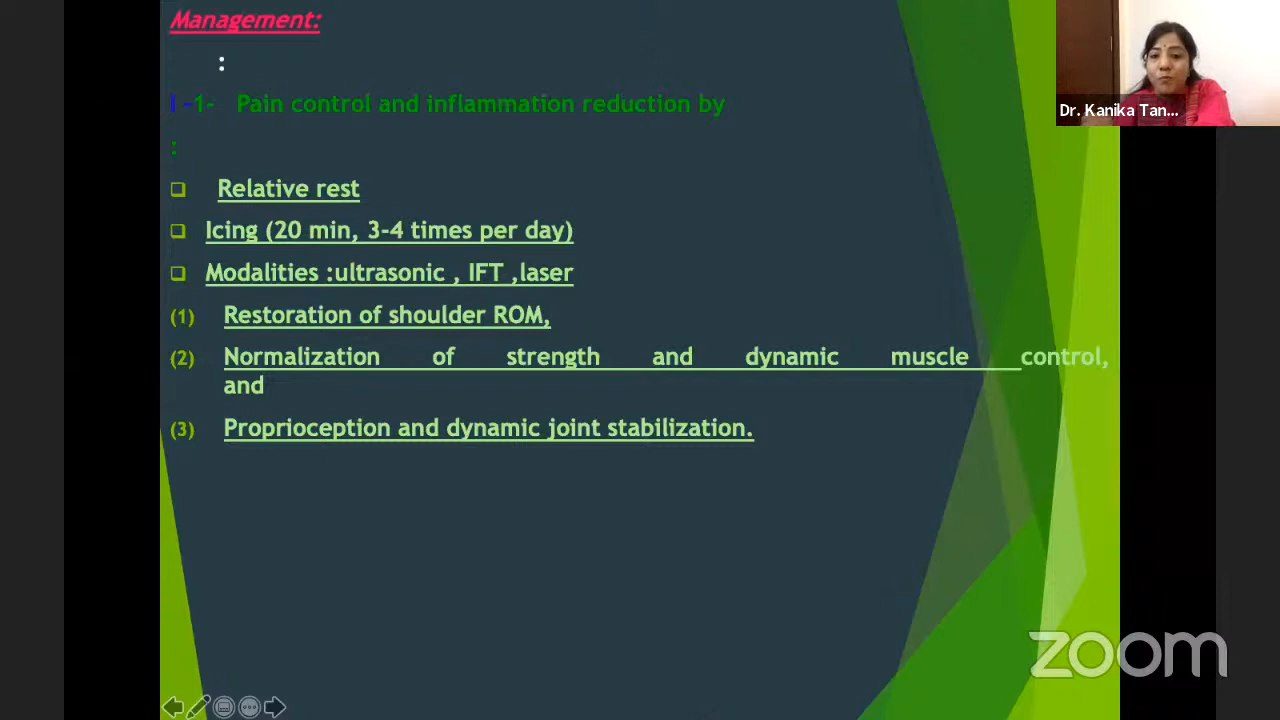 Management:
:
I -1- Pain control and inflammation reduction by
:
Relative rest
Icing (20 min, 3-4 times per day)
Modalities :ultrasonic , IFT ,laser
(1) Restoration of shoulder ROM,
(2) Normalization of strength and dynamic muscle control,
and
(3) Proprioception and dynamic joint stabilization.
Dr. Kanika Tan...
zoom